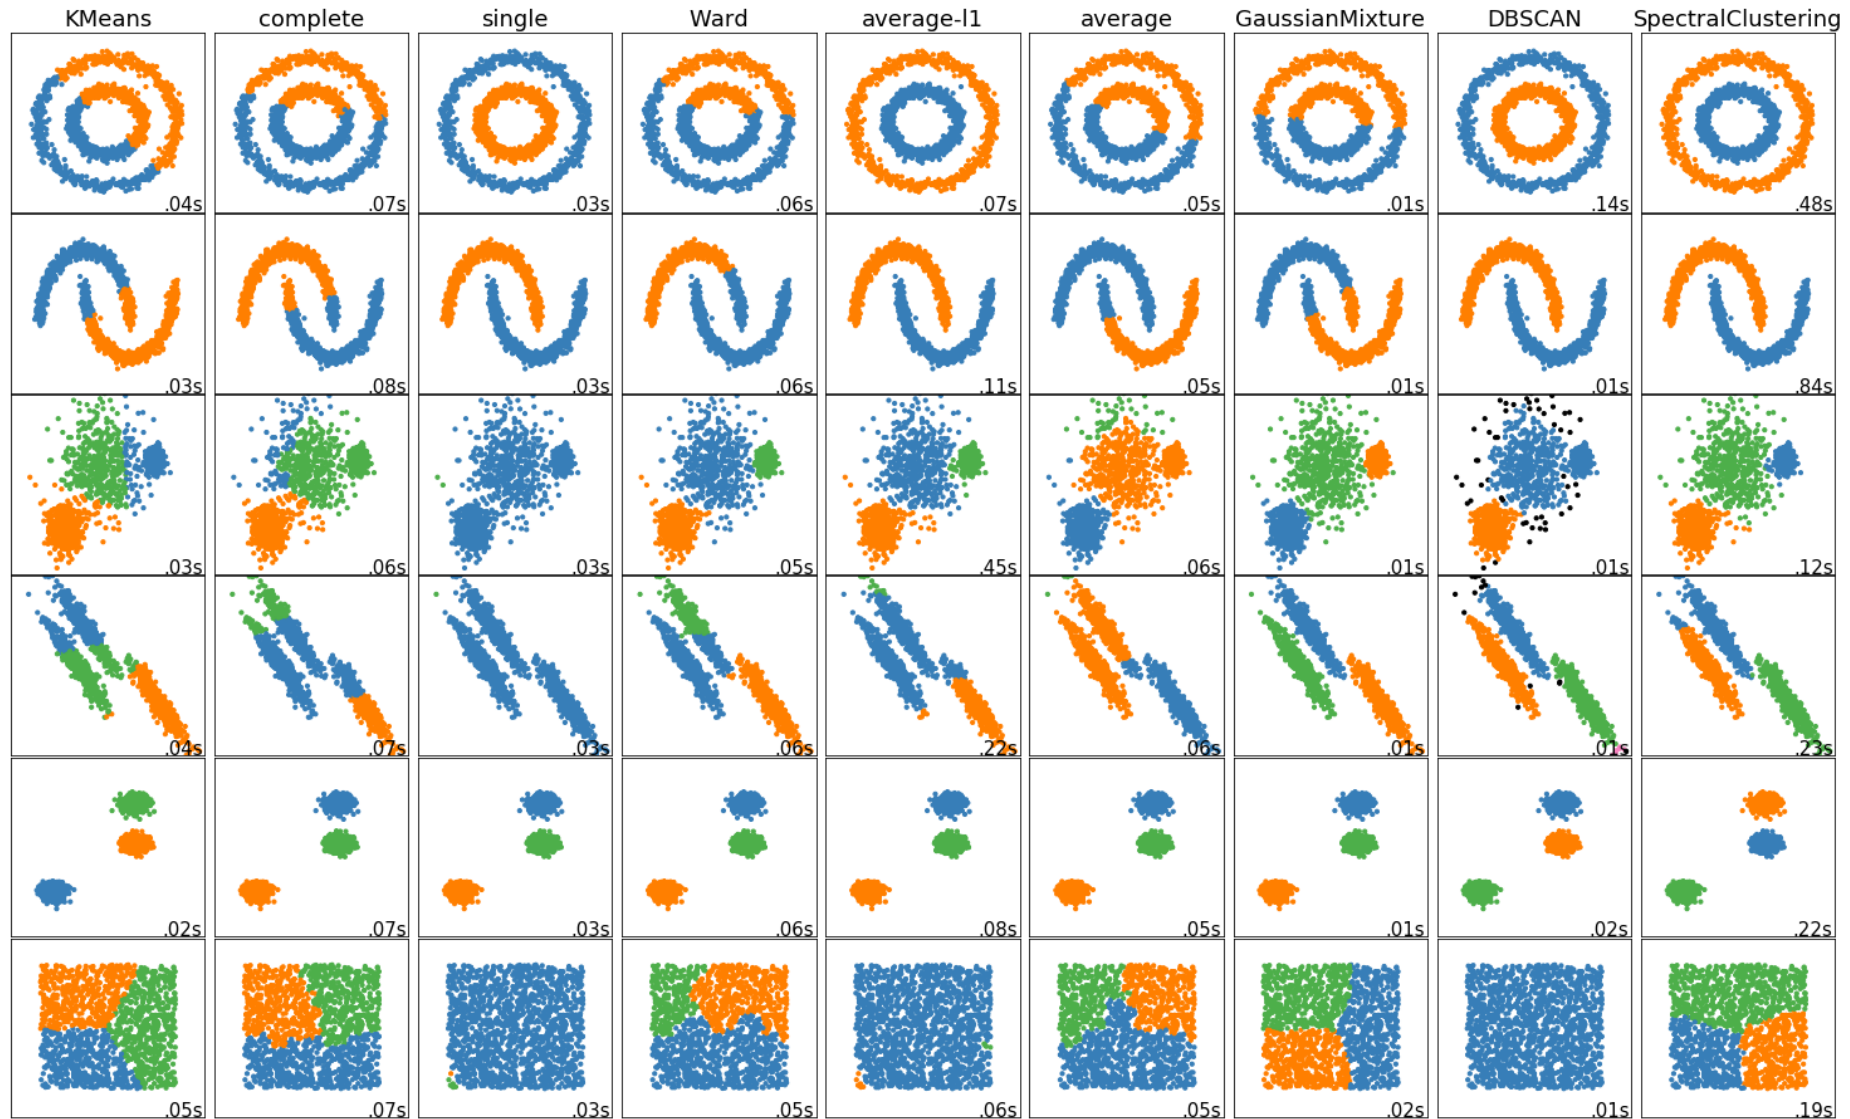 KMeans complete single Ward average-l1 average GaussianMixture DBSCAN SpectralClustering
.04s .07s .03s .06s .07s .05s .01s .14s .48s
.03s .08s .03s .06s .11s .05s .01s .01s .84s
.03s .06s .03s .05s .45s .06s .01s .01s .12s
.04s .07s .03s .06s .22s .06s .01s .01s .23s
.02s .07s .03s .06s .08s .05s .01s .02s .22s
.05s .07s .03s .05s .06s .05s .02s .01s .19s